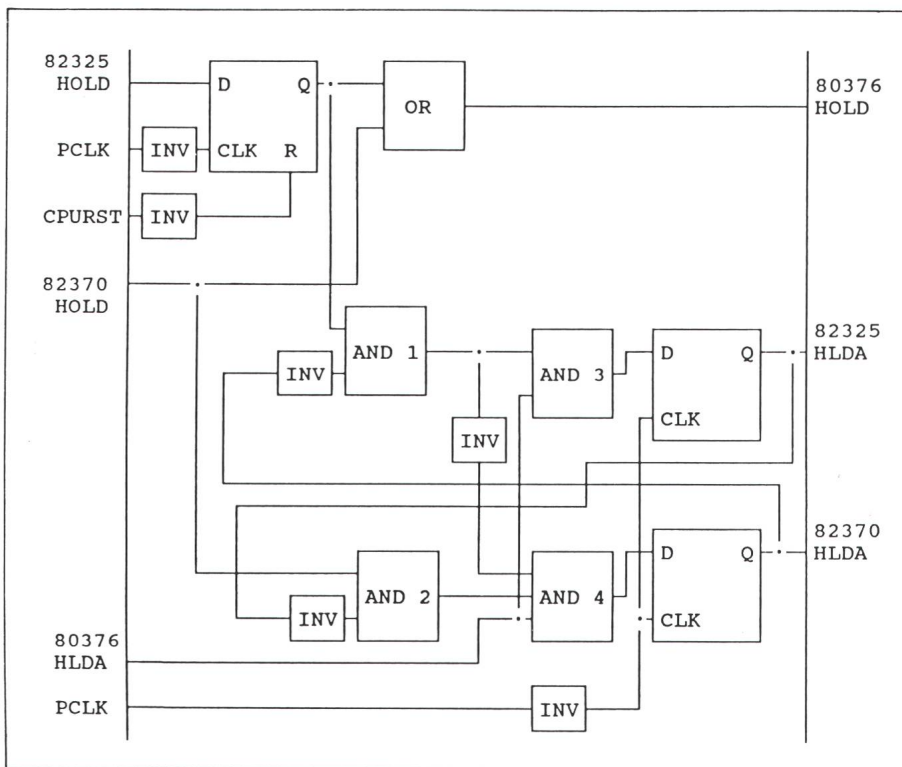 82325
HOLD
D Q
OR
80376
HOLD
PCLK
INV
CLK R
CPURST
INV
82370
HOLD
AND 1
INV
AND 3
D Q
82325
HLDA
INV
CLK
AND 2
INV
AND 4
D Q
82370
HLDA
CLK
80376
HLDA
PCLK
INV